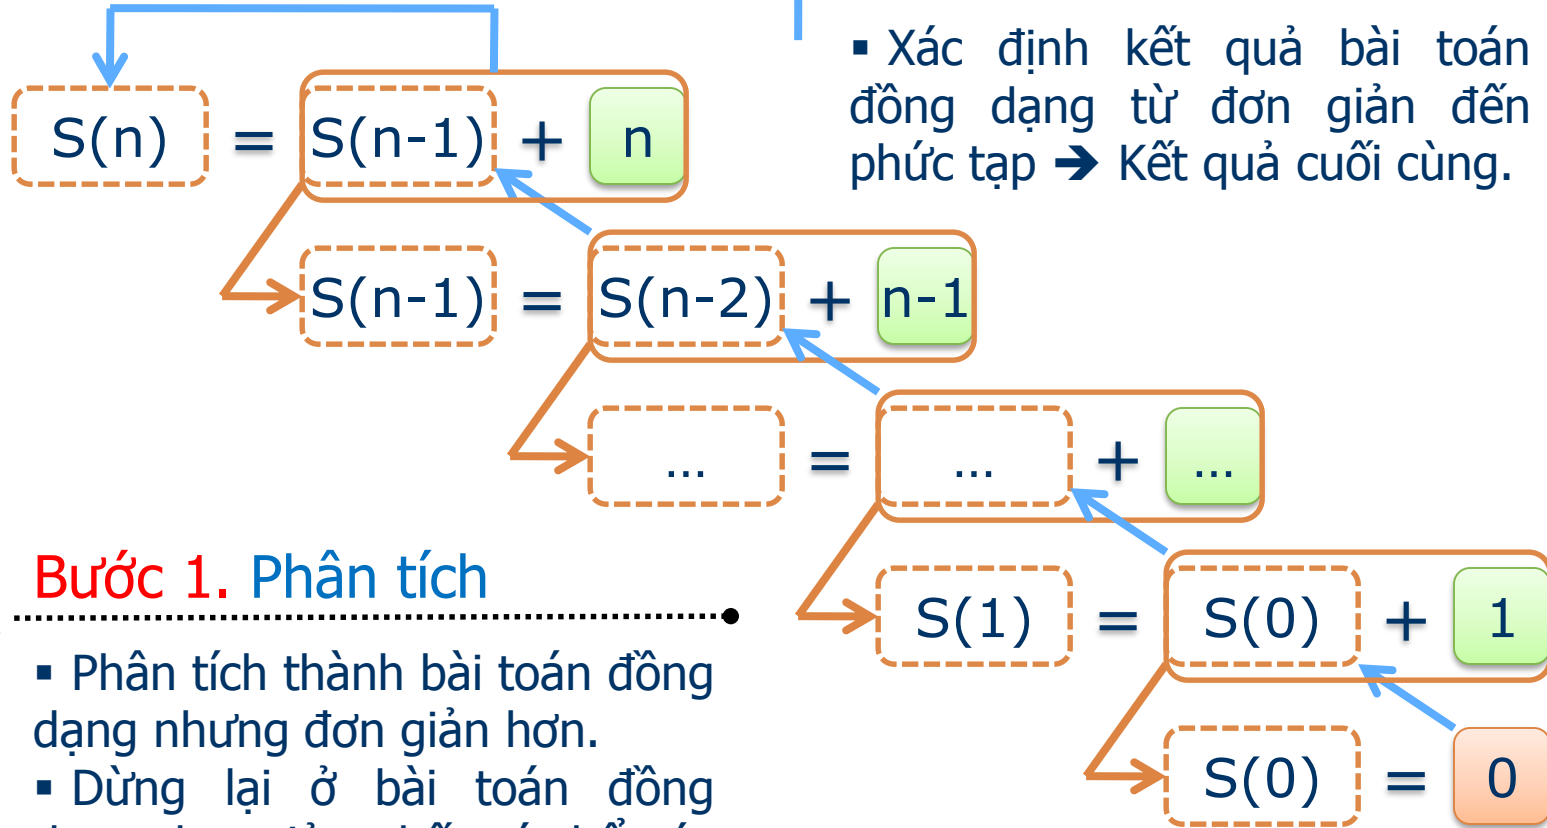 ▪ Xác định kết quả bài toán
đồng dạng từ đơn giản đến
phức tạp ➔ Kết quả cuối cùng.
S(n) = S(n-1) + n
S(n-1) = S(n-2) + n-1
... = ... + ...
S(1) = S(0) + 1
S(0) = 0
Bước 1. Phân tích
▪ Phân tích thành bài toán đồng
dạng nhưng đơn giản hơn.
▪ Dừng lại ở bài toán đồng